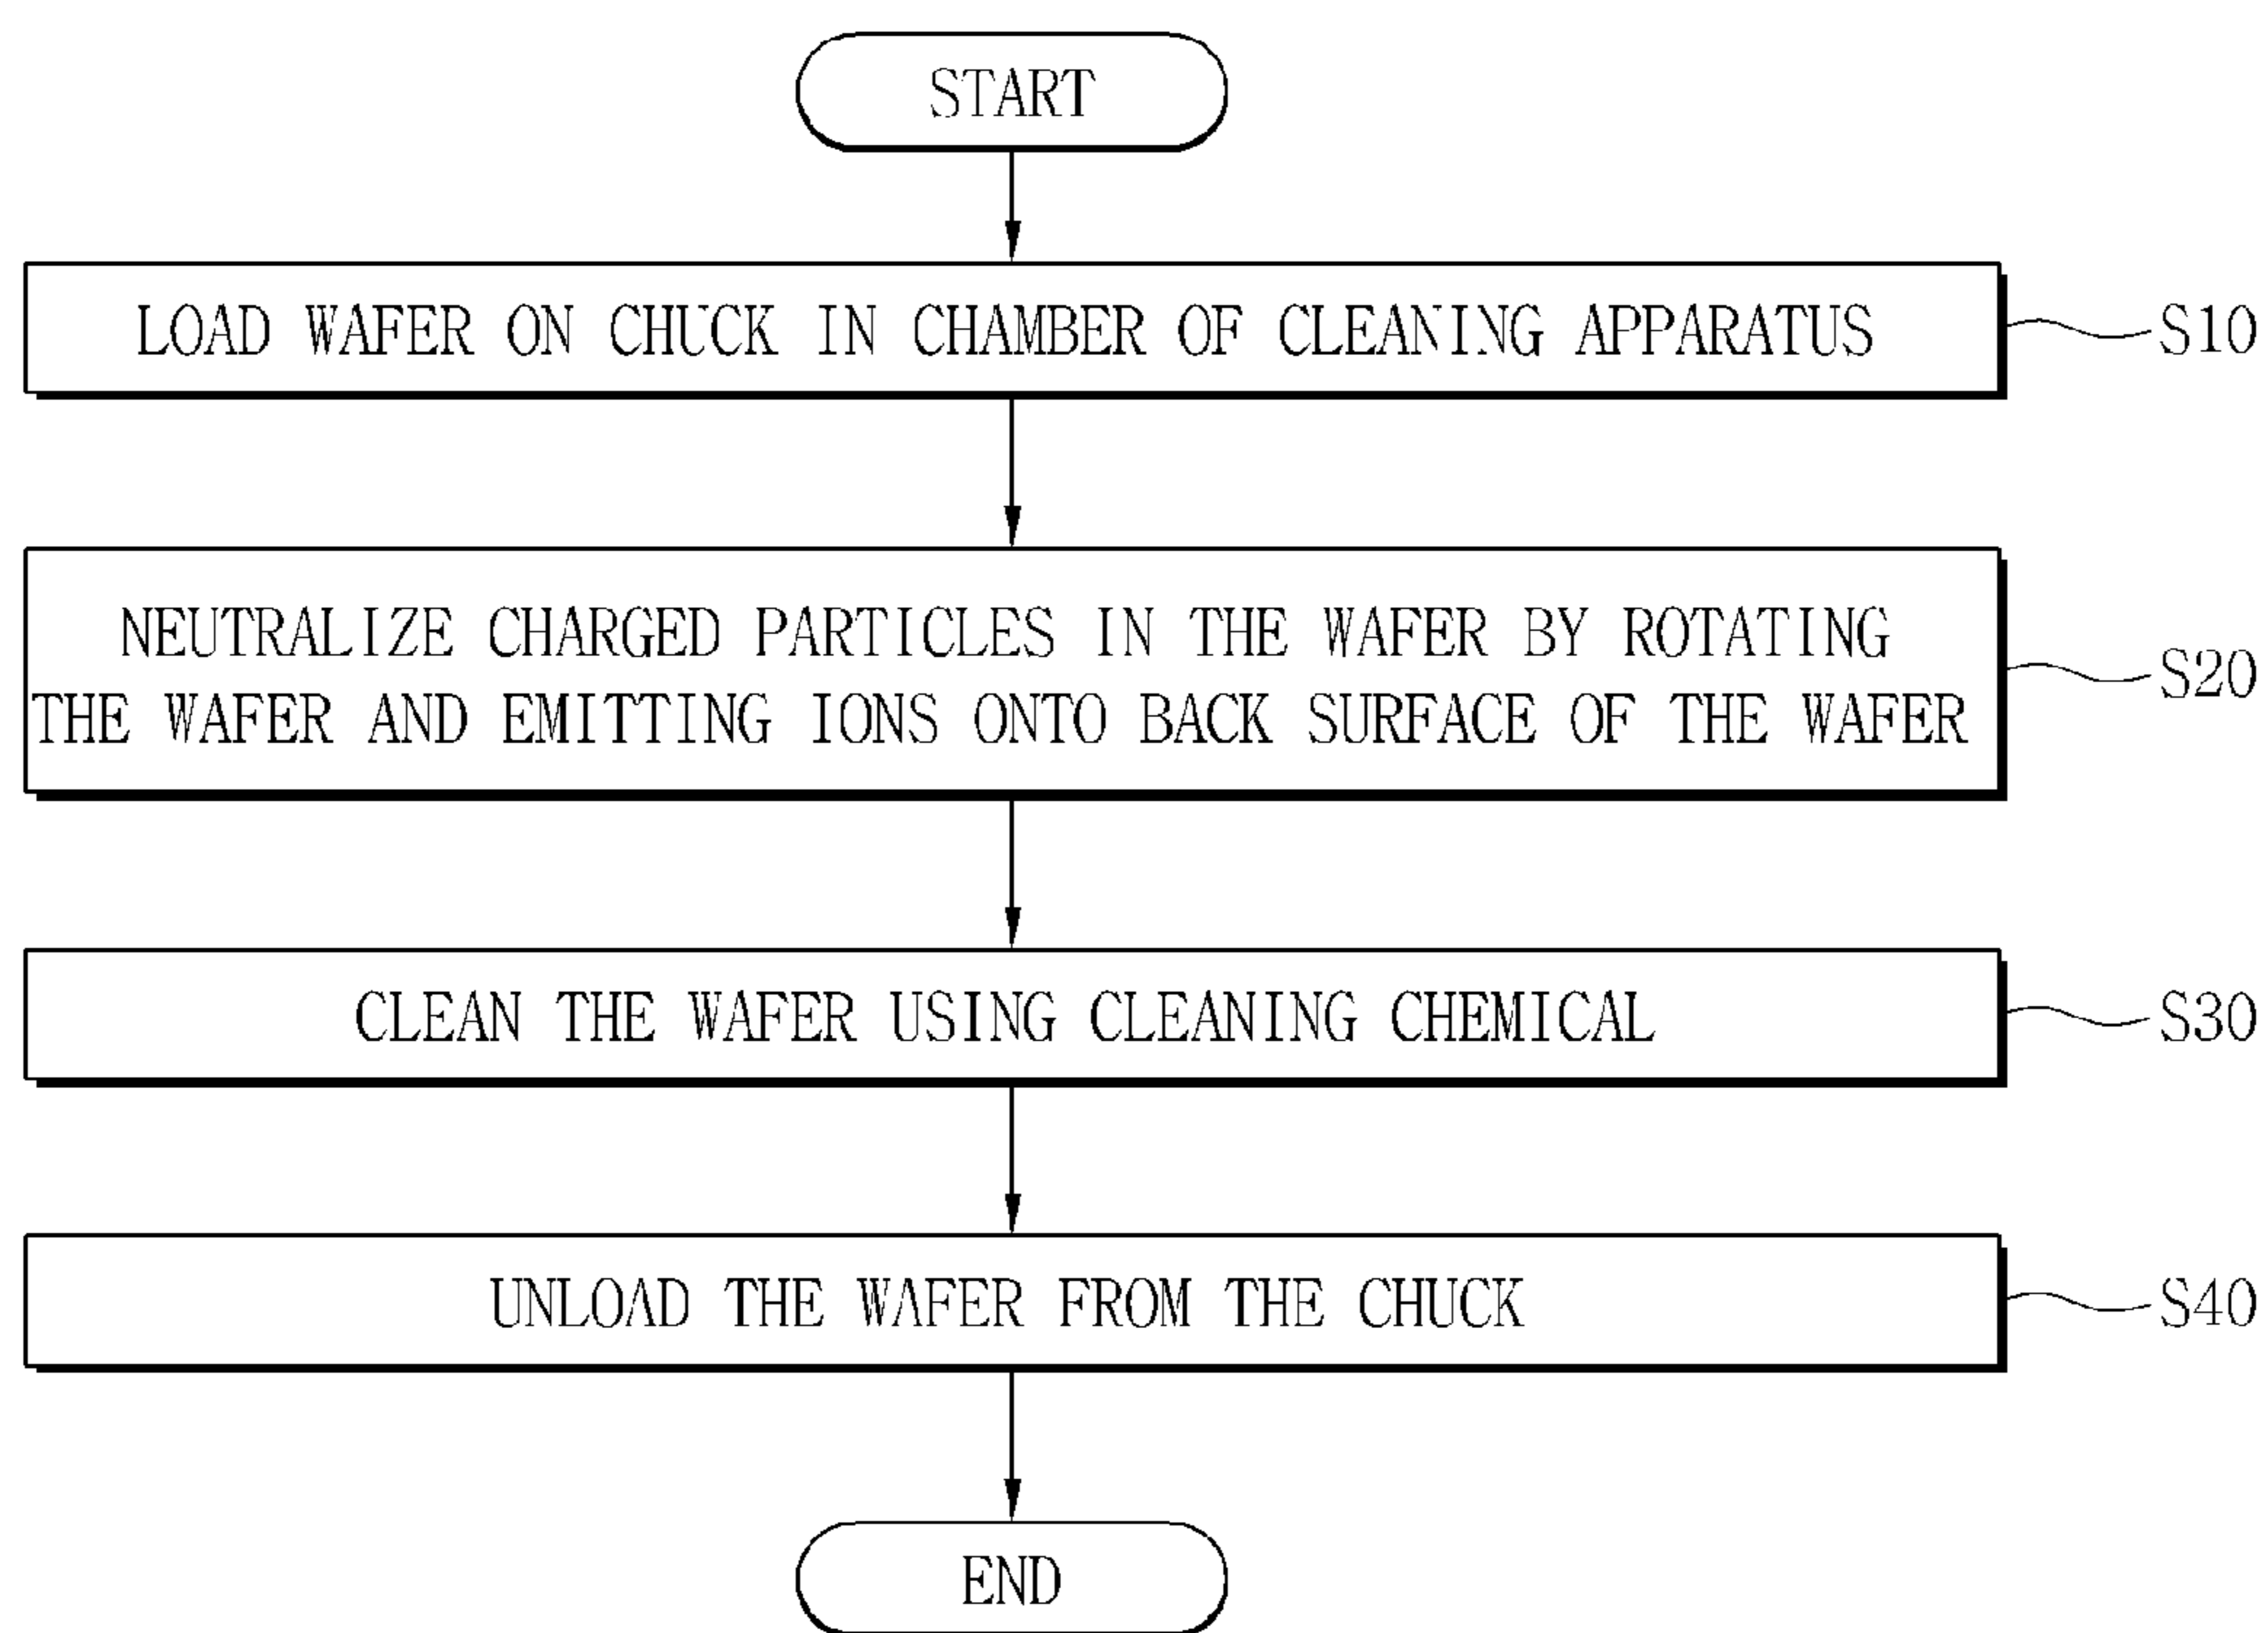 START
LOAD WAFER ON CHUCK IN CHAMBER OF CLEANING APPARATUS
S10
NEUTRALIZE CHARGED PARTICLES IN THE WAFER BY ROTATING
THE WAFER AND EMITTING IONS ONTO BACK SURFACE OF THE WAFER
S20
CLEAN THE WAFER USING CLEANING CHEMICAL
S30
UNLOAD THE WAFER FROM THE CHUCK
S40
END